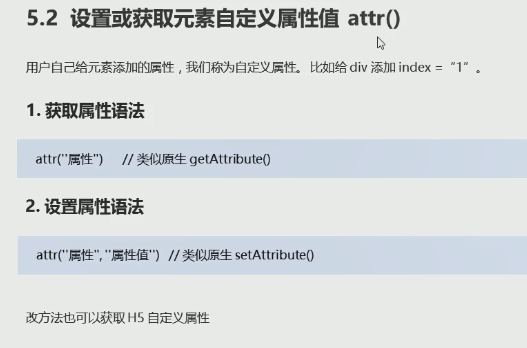 5.2 设置或获取元素自定义属性值 attr()
用户自己给元素添加的属性，我们称为自定义属性。 比如给 div 添加 index =“1”。
1. 获取属性语法
attr(''属性'') // 类似原生 getAttribute()
2. 设置属性语法
attr(''属性'', ''属性值'') // 类似原生 setAttribute()
改方法也可以获取 H5 自定义属性